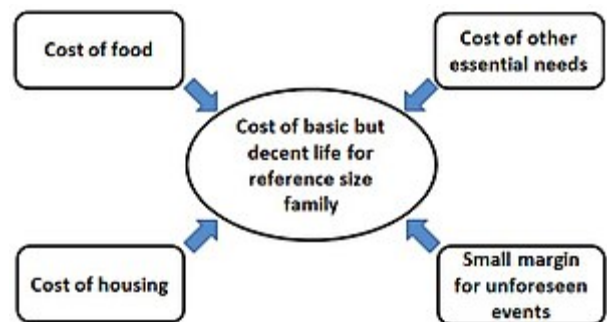 Cost of food
Cost of other
essential needs
Cost of basic but
decent life for
reference size
family
Cost of housing
Small margin
for unforeseen
events